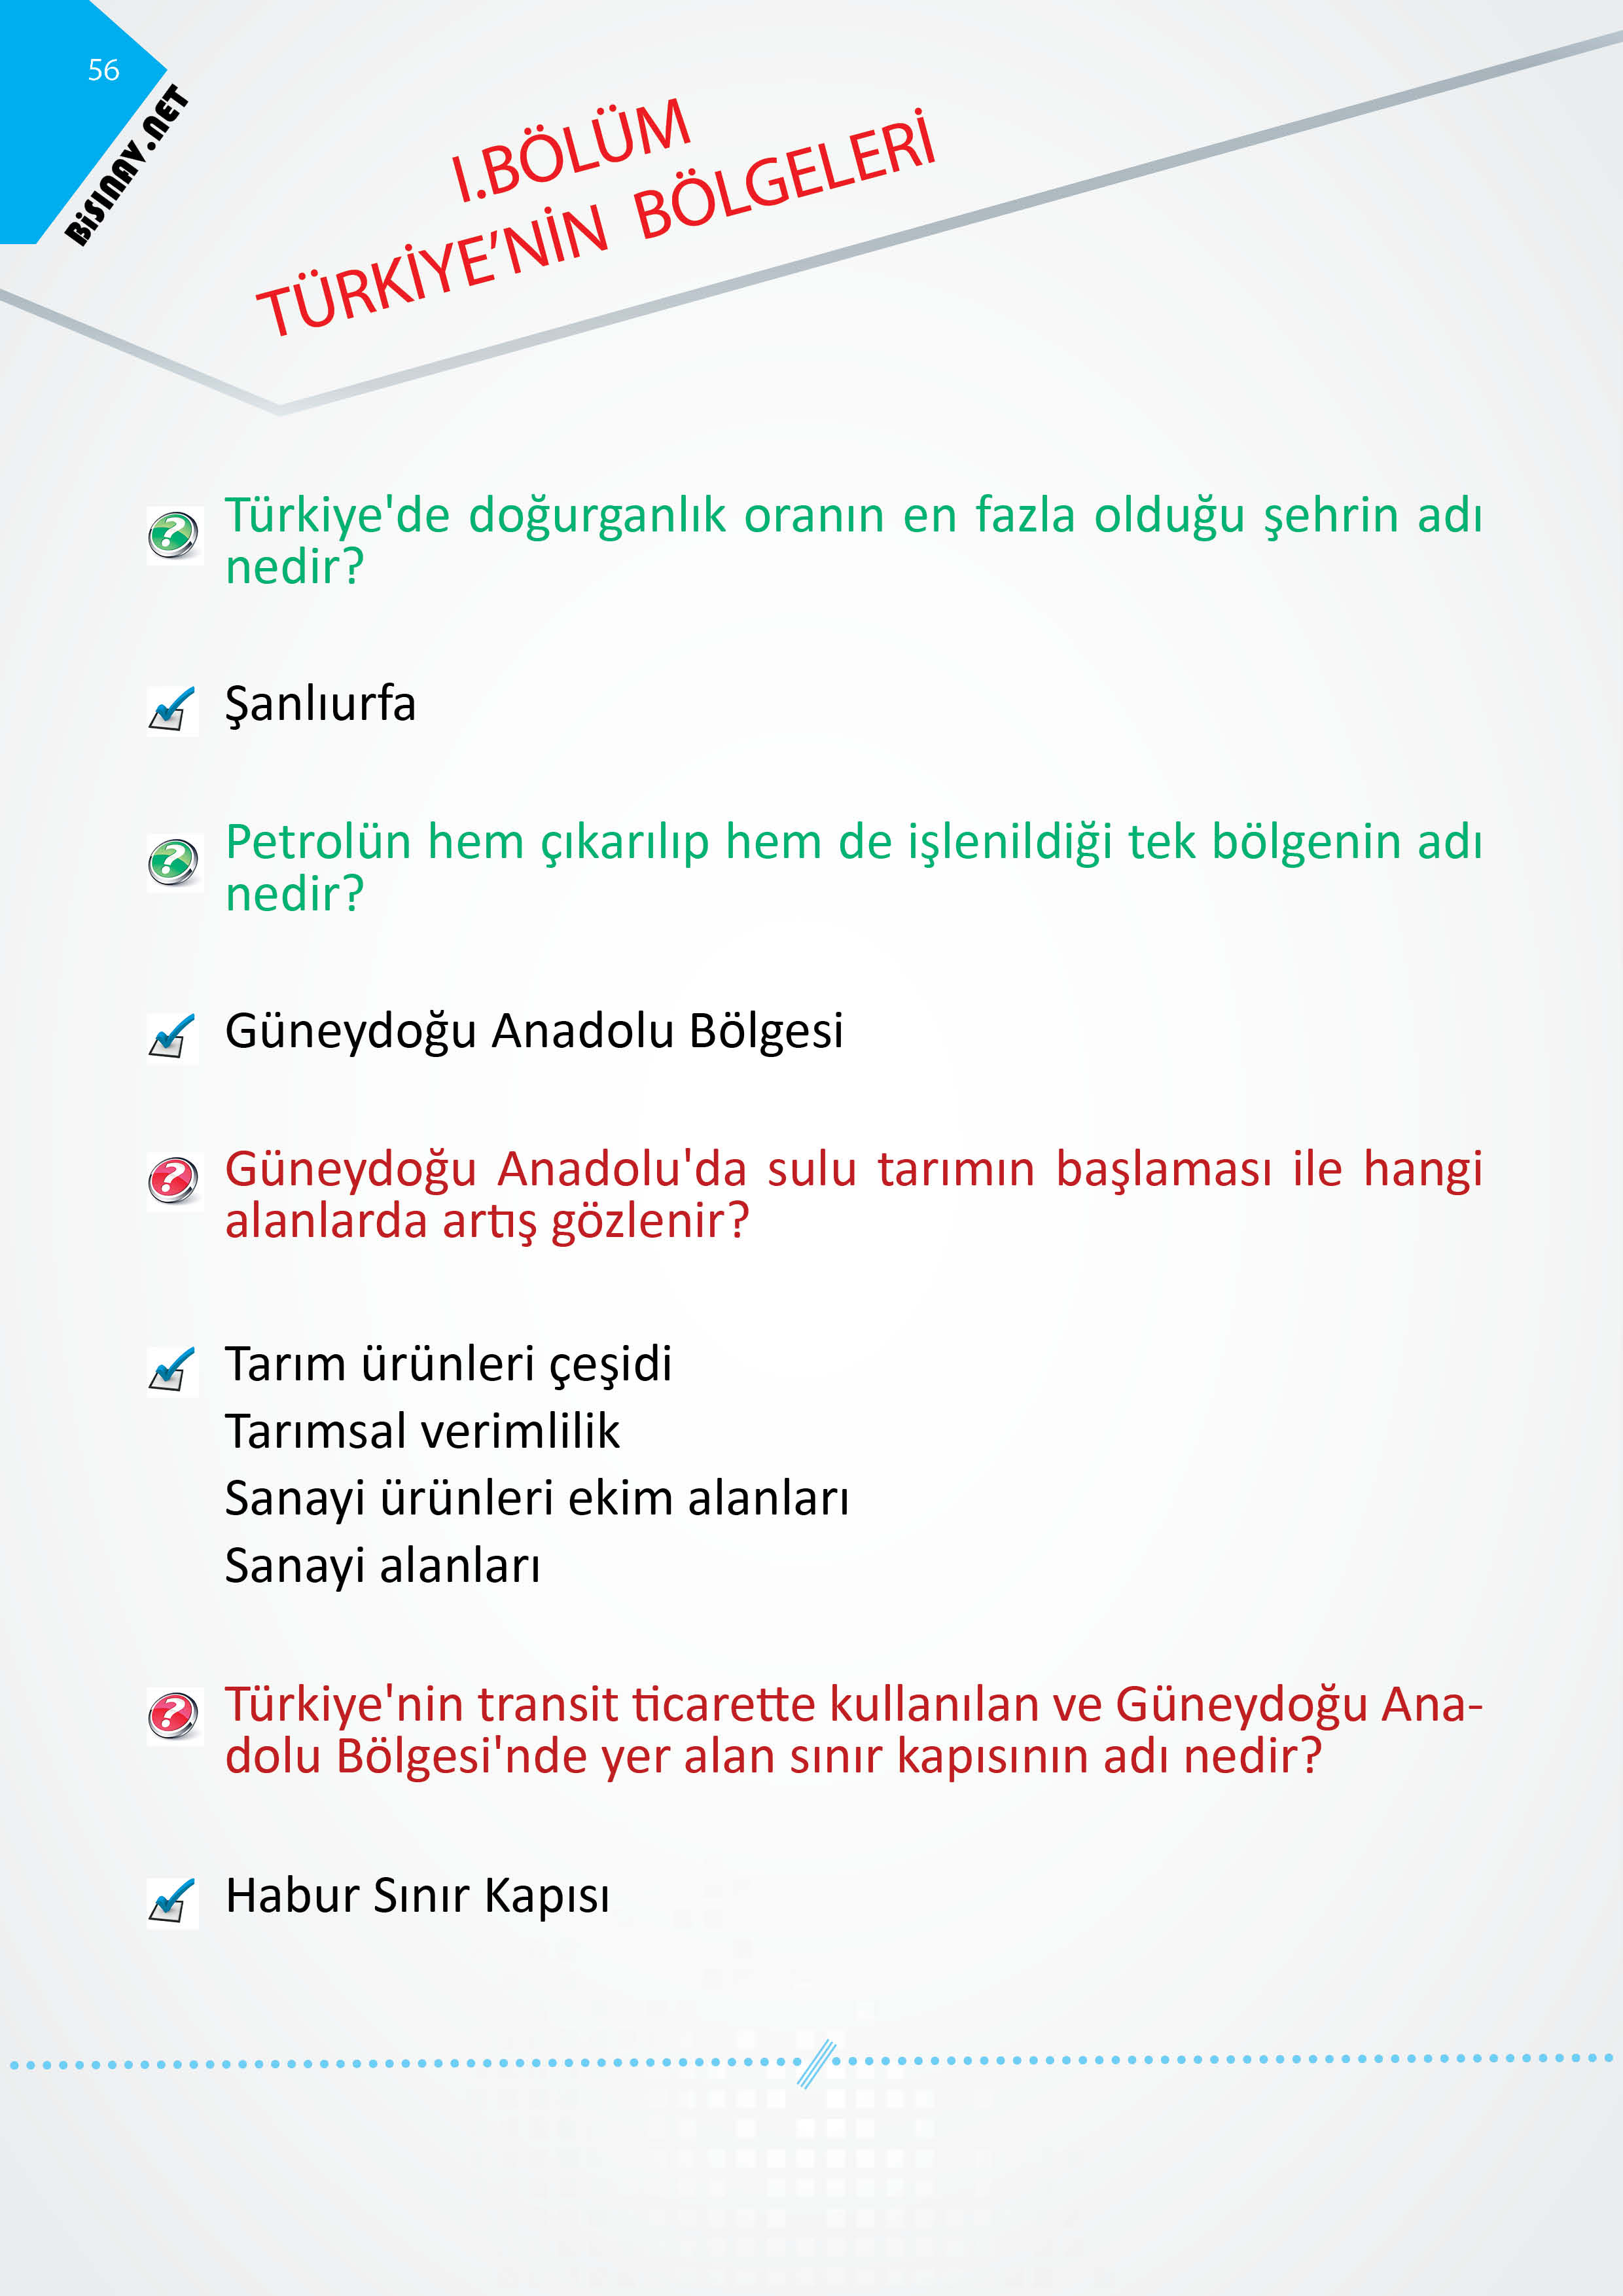 56
BiSINAV.NET
I.BÖLÜM
TÜRKİYE’NİN BÖLGELERİ
Türkiye'de doğurganlık oranın en fazla olduğu şehrin adı
nedir?
Şanlıurfa
Petrolün hem çıkarılıp hem de işlenildiği tek bölgenin adı
nedir?
Güneydoğu Anadolu Bölgesi
Güneydoğu Anadolu'da sulu tarımın başlaması ile hangi
alanlarda artış gözlenir?
Tarım ürünleri çeşidi
Tarımsal verimlilik
Sanayi ürünleri ekim alanları
Sanayi alanları
Türkiye'nin transit ticarette kullanılan ve Güneydoğu Ana-
dolu Bölgesi'nde yer alan sınır kapısının adı nedir?
Habur Sınır Kapısı